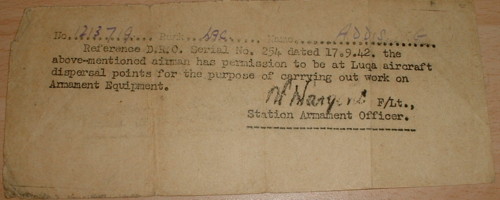 No. Rank LAC Name
Reference D.R.O. Serial No. 254 dated 17.9.42. the
above-mentioned airman has permission to be at Luqa aircraft
dispersal points for the purpose of carrying out work on
Armament Equipment.
F/Lt.,
Station Armament Officer.